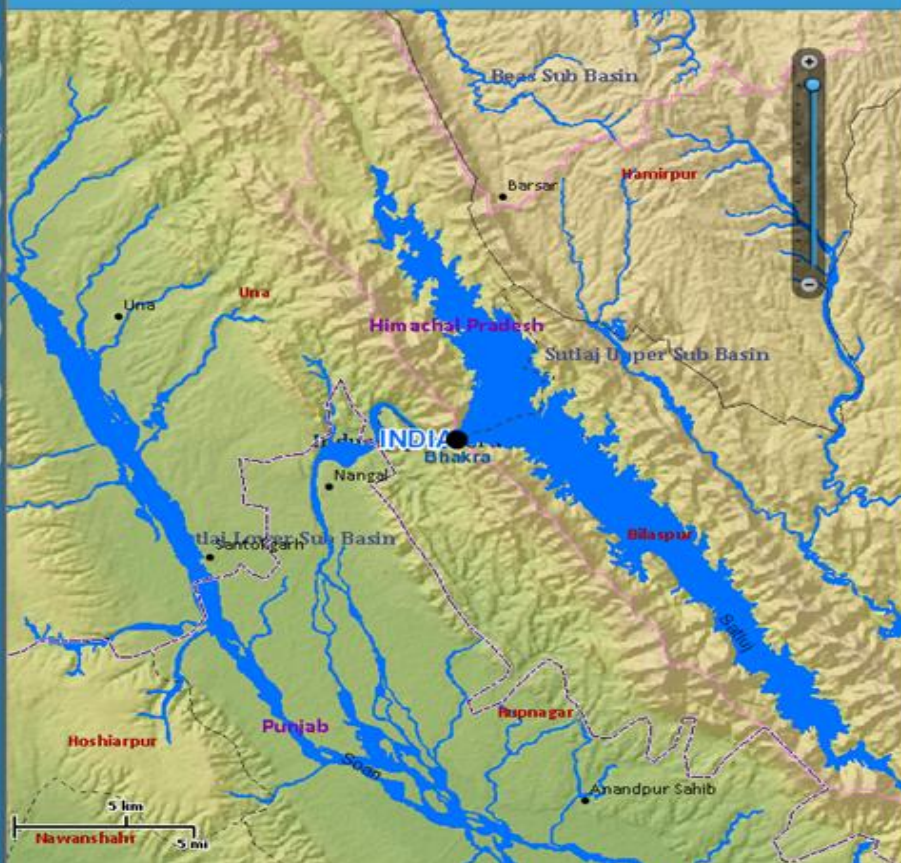 Beas Sub Basin
+
Hamirpur
Barsar
Una
Una
Himachal Pradesh
Sutlaj Upper Sub Basin
−
INDIA
Bhakra
Nangal
Bilaspur
Sutlaj Lower Sub Basin
Santokgarh
Satluj
Rupnagar
Punjab
Hoshiarpur
Soan
Anandpur Sahib
5 km
5 mi
Nawanshahr